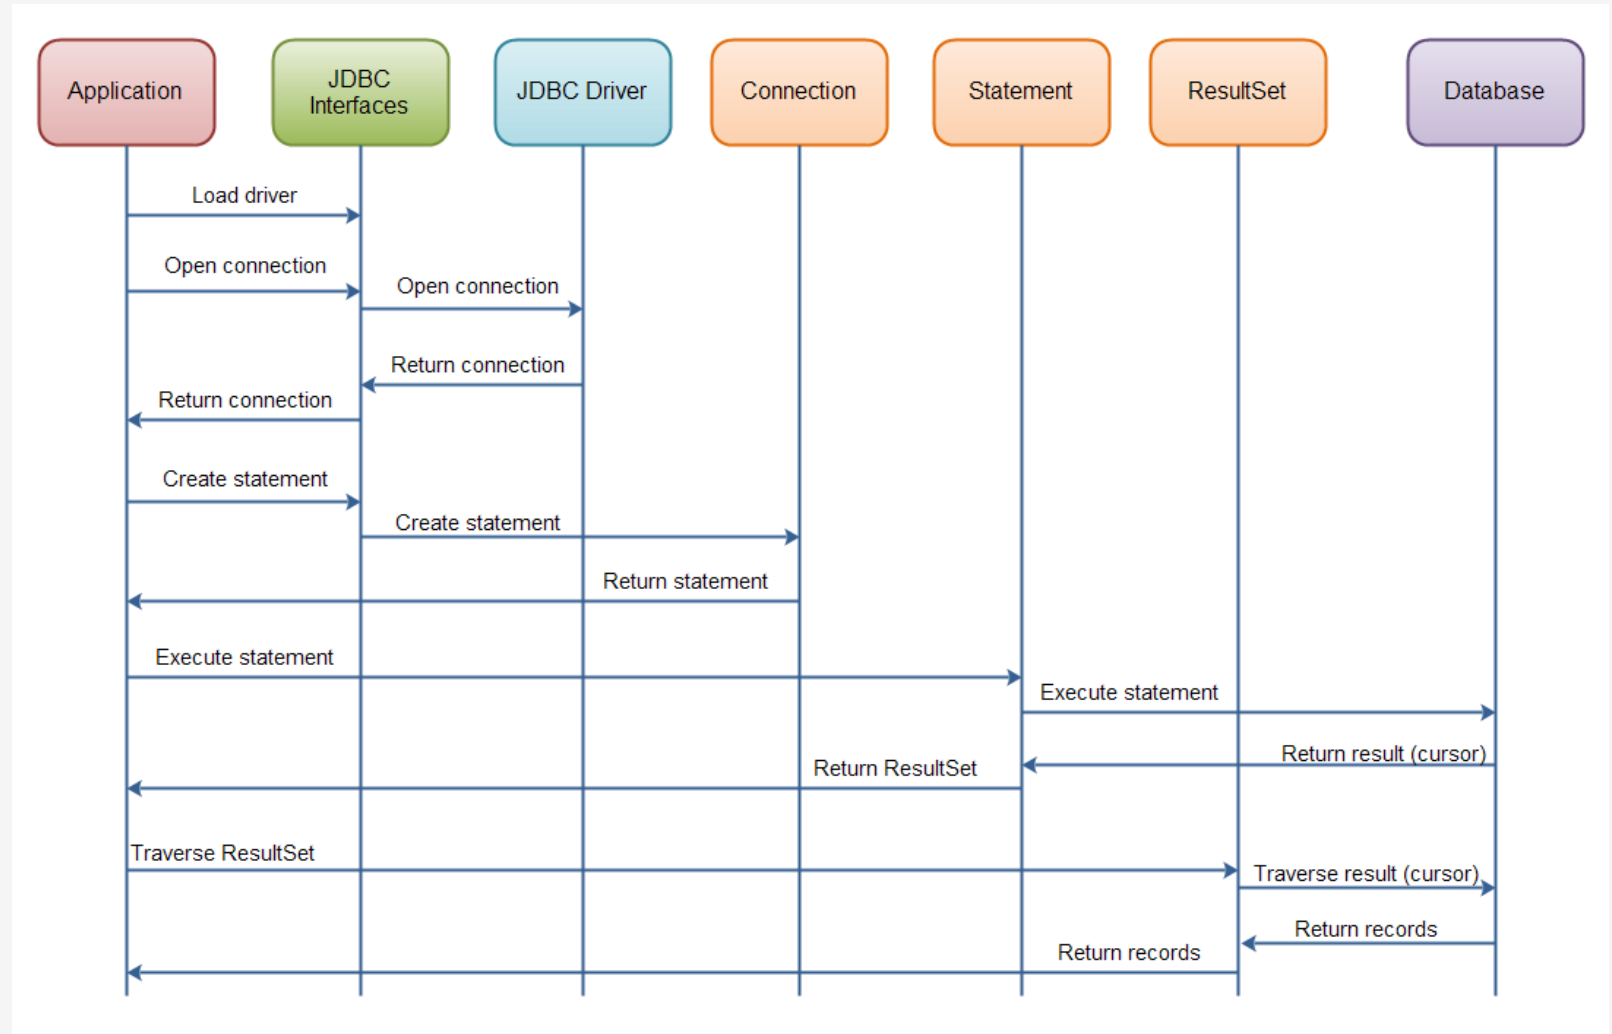 Application
JDBC
Interfaces
JDBC Driver
Connection
Statement
ResultSet
Database
Load driver
Open connection
Open connection
Return connection
Return connection
Create statement
Create statement
Return statement
Execute statement
Execute statement
Return result (cursor)
Return ResultSet
Traverse ResultSet
Traverse result (cursor)
Return records
Return records